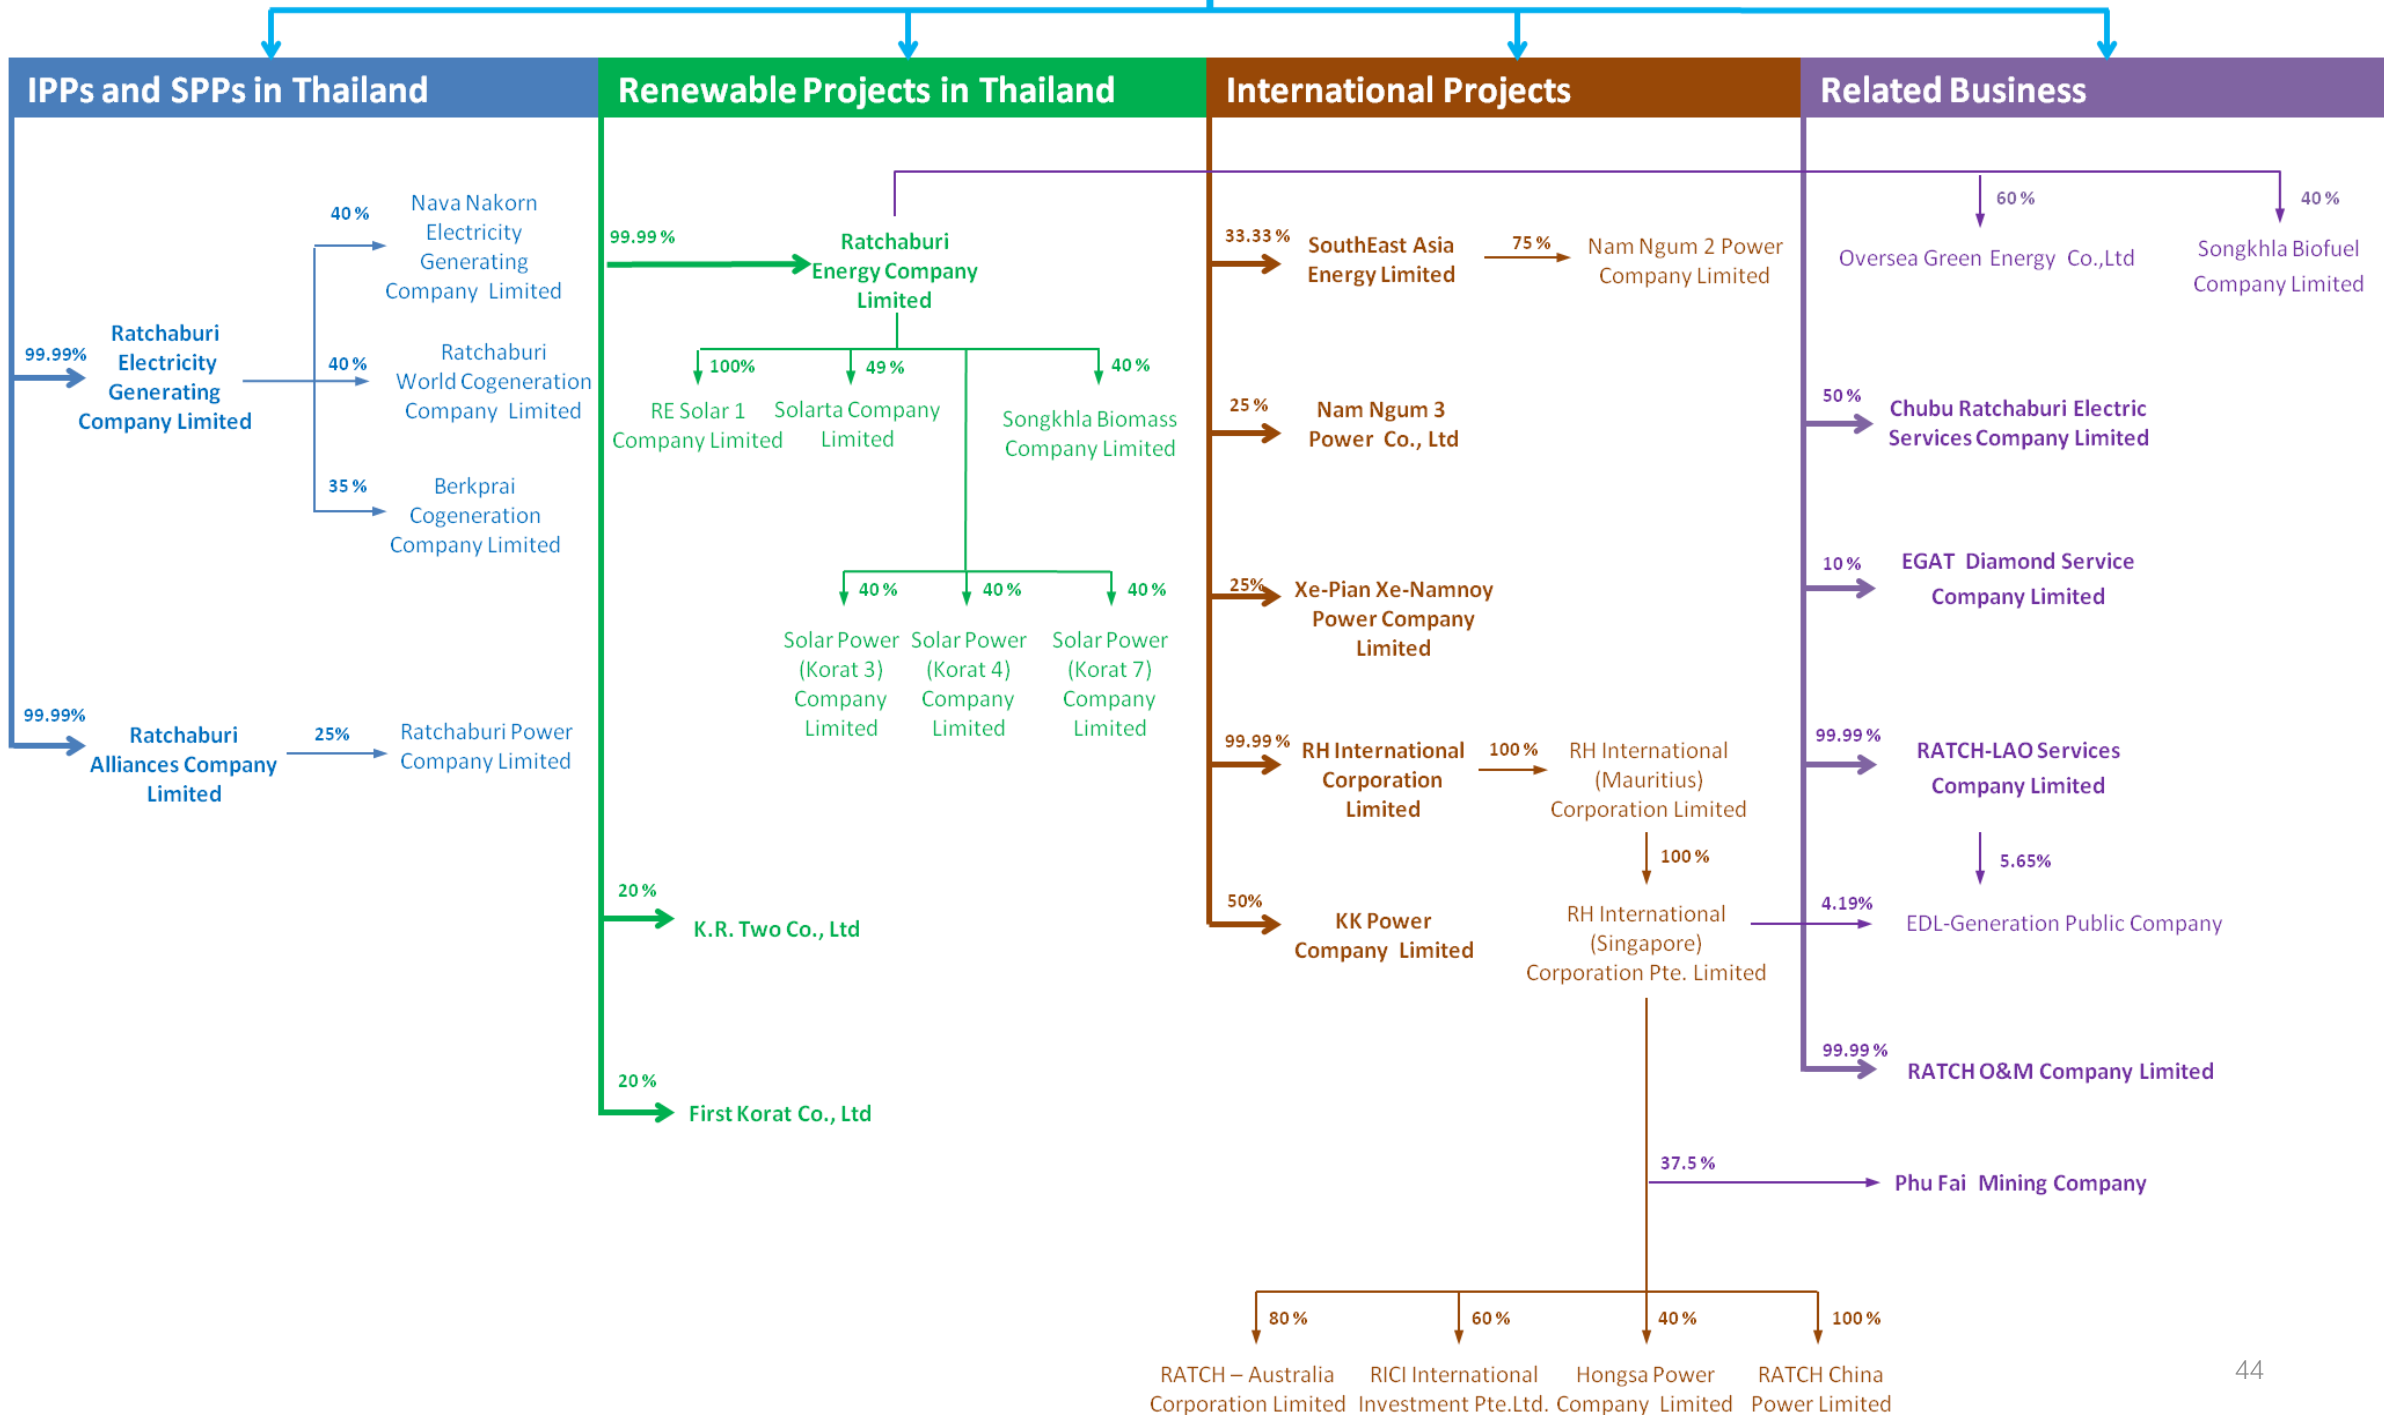 IPPs and SPPs in Thailand
99.99%
Ratchaburi
Electricity
Generating
Company Limited
40 %
Nava Nakorn
Electricity
Generating
Company Limited
40 %
Ratchaburi
World Cogeneration
Company Limited
35 %
Berkprai
Cogeneration
Company Limited
99.99%
Ratchaburi
Alliances Company
Limited
25%
Ratchaburi Power
Company Limited
Renewable Projects in Thailand
99.99 %
Ratchaburi
Energy Company
Limited
100%
RE Solar 1
Company Limited
49 %
Solarta Company
Limited
40 %
Songkhla Biomass
Company Limited
40 %
Solar Power
(Korat 3)
Company
Limited
40 %
Solar Power
(Korat 4)
Company
Limited
40 %
Solar Power
(Korat 7)
Company
Limited
20 %
K.R. Two Co., Ltd
20 %
First Korat Co., Ltd
International Projects
33.33 %
SouthEast Asia
Energy Limited
75 %
Nam Ngum 2 Power
Company Limited
25 %
Nam Ngum 3
Power Co., Ltd
25%
Xe-Pian Xe-Namnoy
Power Company
Limited
99.99 %
RH International
Corporation
Limited
100 %
RH International
(Mauritius)
Corporation Limited
100 %
RH International
(Singapore)
Corporation Pte. Limited
50%
KK Power
Company Limited
80 %
RATCH – Australia
Corporation Limited
60 %
RICI International
Investment Pte.Ltd.
40 %
Hongsa Power
Company Limited
100 %
RATCH China
Power Limited
Related Business
60 %
Oversea Green Energy Co.,Ltd
40 %
Songkhla Biofuel
Company Limited
50 %
Chubu Ratchaburi Electric
Services Company Limited
10 %
EGAT Diamond Service
Company Limited
99.99 %
RATCH-LAO Services
Company Limited
5.65%
4.19%
EDL-Generation Public Company
99.99 %
RATCH O&M Company Limited
37.5 %
Phu Fai Mining Company
44